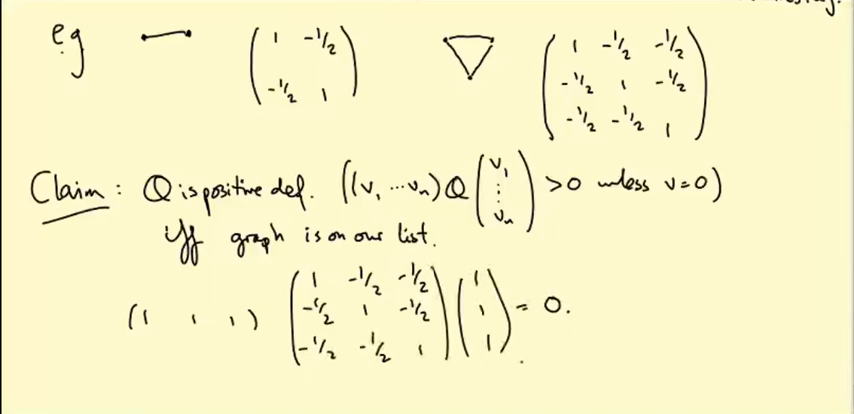 e.g
( 1 -1/2
-1/2 1 )
( 1 -1/2 -1/2
-1/2 1 -1/2
-1/2 -1/2 1 )
Claim: Q is positive def. ((v₁ ⋯ vₙ) Q (v₁ ⋮ vₙ) >0 unless v=0)
iff graph is on our list.
(1 1 1) ( 1 -1/2 -1/2
-1/2 1 -1/2
-1/2 -1/2 1 ) ( 1 1 1 ) = 0.